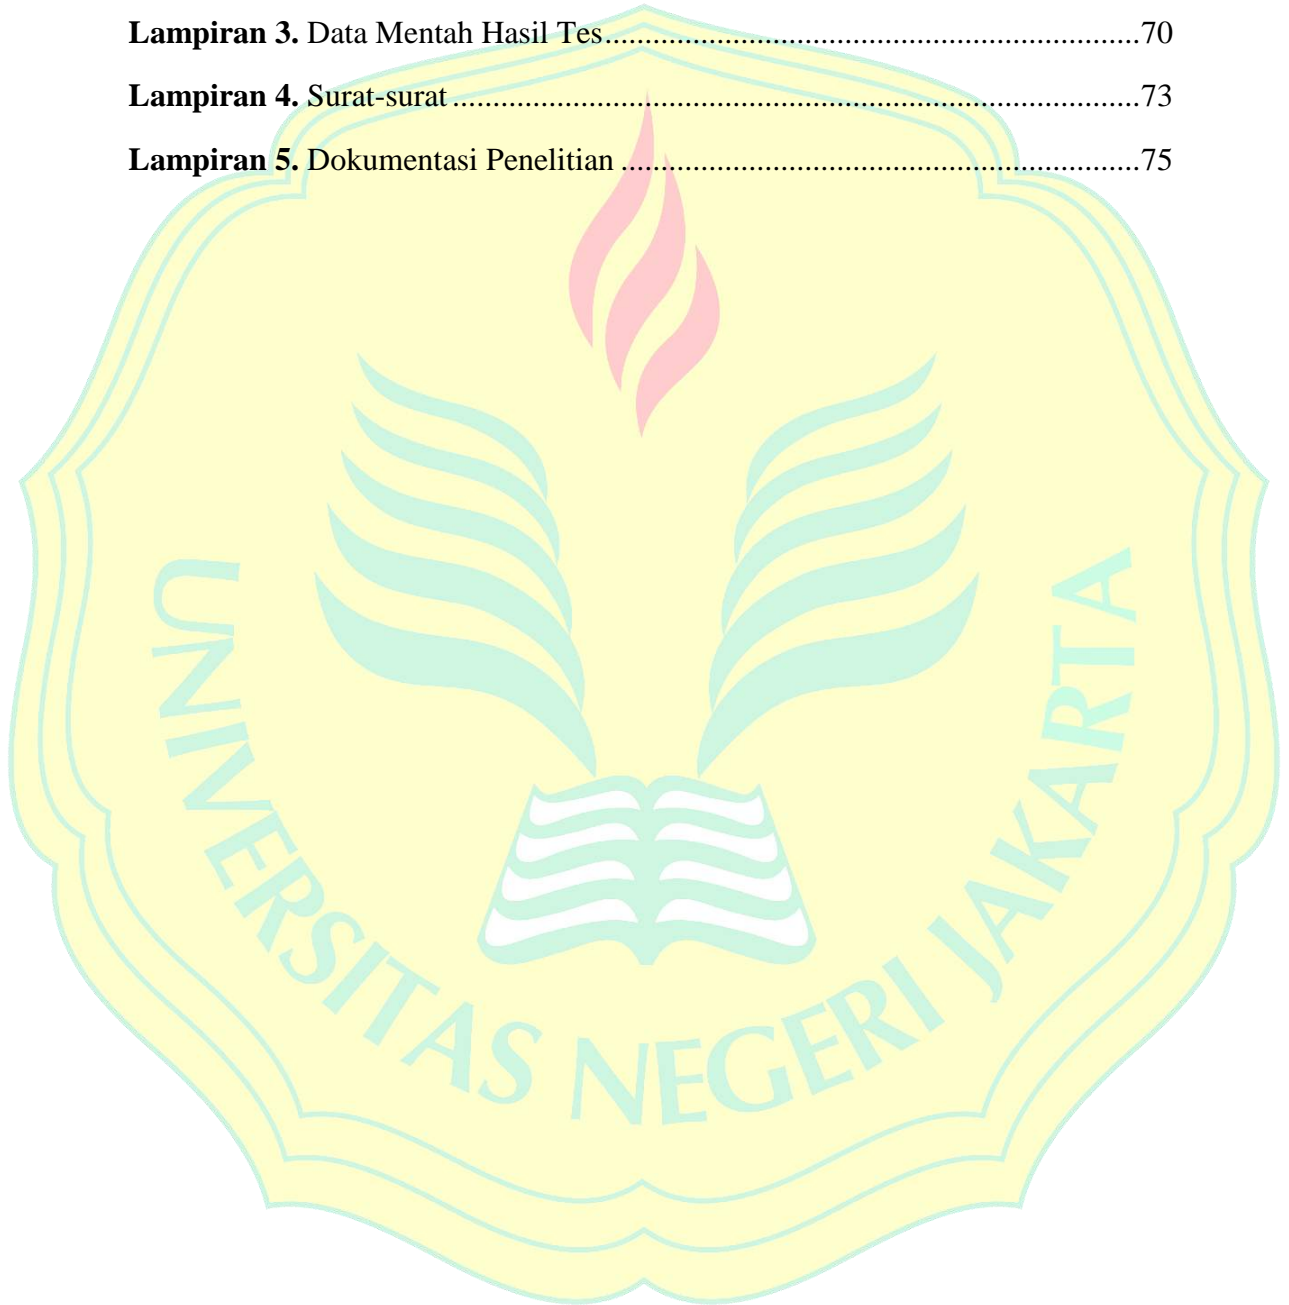 Lampiran 3. Data Mentah Hasil Tes....................................................................70
Lampiran 4. Surat-surat.......................................................................................73
Lampiran 5. Dokumentasi Penelitian..................................................................75
UNIVERSITAS NEGERI JAKARTA